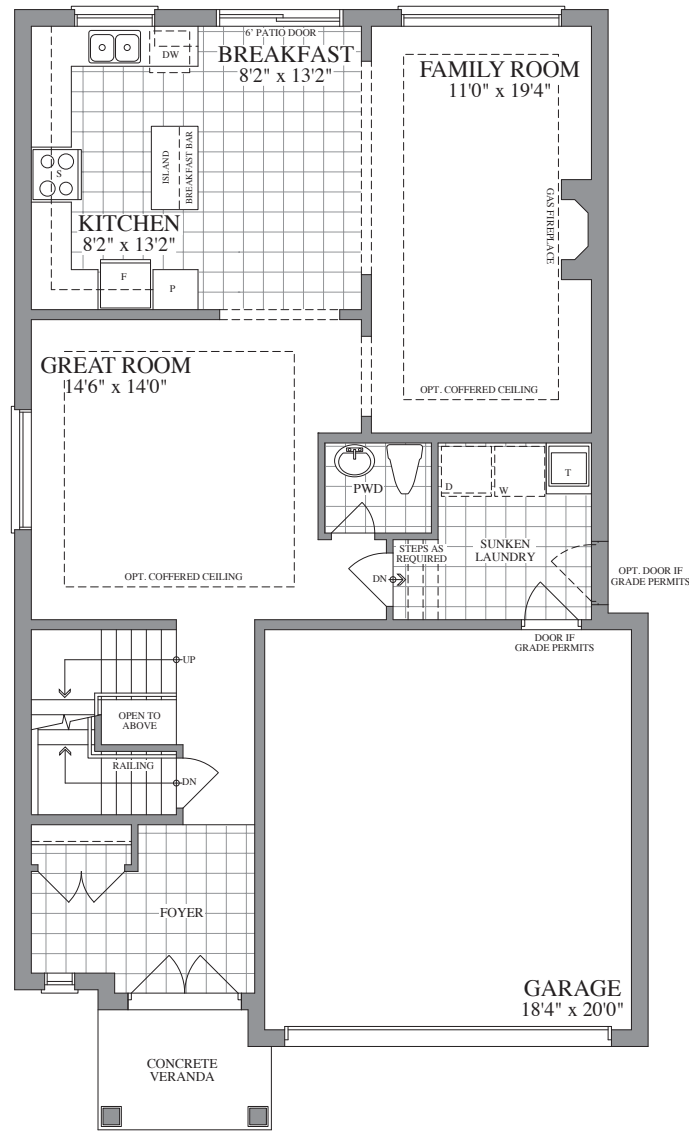 6' PATIO DOOR
DW
BREAKFAST
8'2" x 13'2"
FAMILY ROOM
11'0" x 19'4"
ISLAND
BREAKFAST BAR
S
KITCHEN
8'2" x 13'2"
GAS FIREPLACE
F
P
GREAT ROOM
14'6" x 14'0"
OPT. COFFERED CEILING
PWD
D
W
T
STEPS AS
REQUIRED
SUNKEN
LAUNDRY
DN
OPT. COFFERED CEILING
OPT. DOOR IF
GRADE PERMITS
DOOR IF
GRADE PERMITS
UP
OPEN TO
ABOVE
RAILING
DN
FOYER
GARAGE
18'4" x 20'0"
CONCRETE
VERANDA